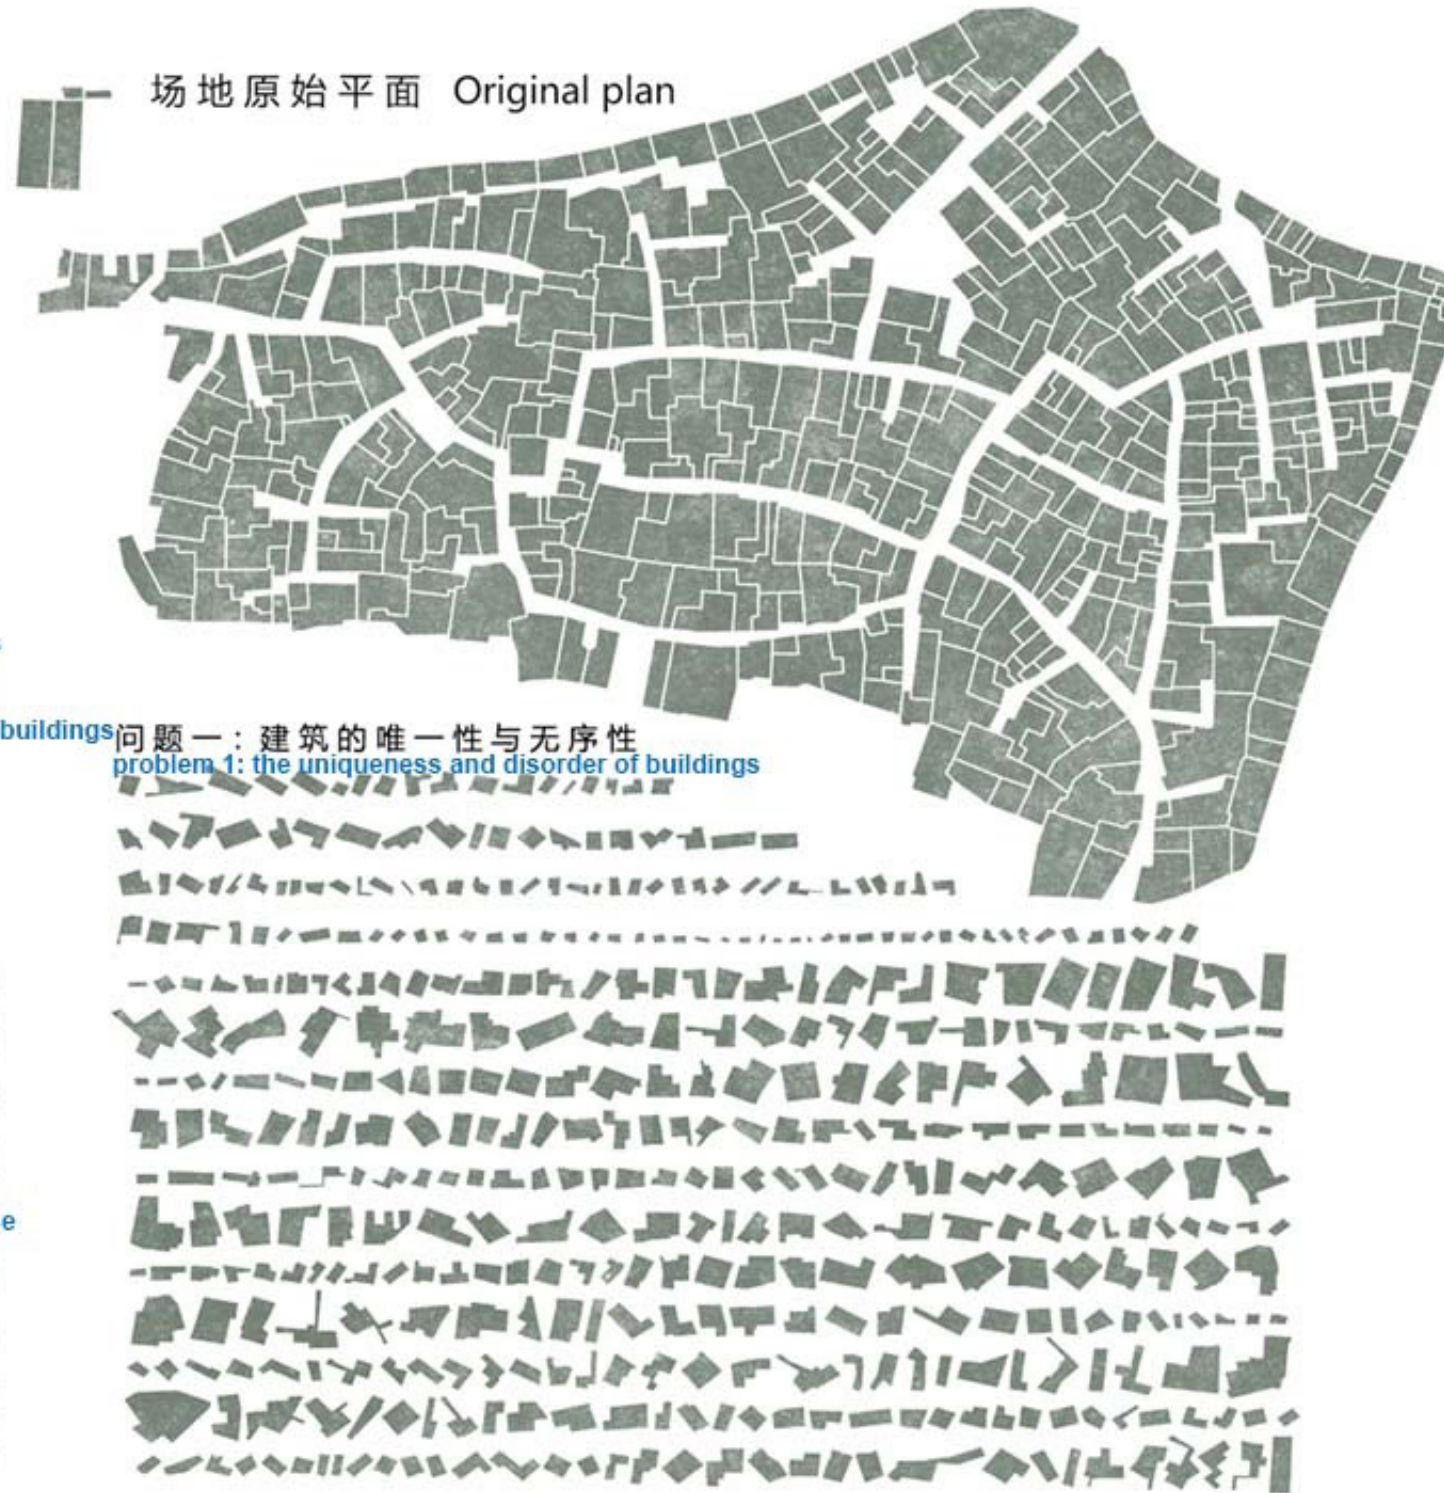 场地原始平面 Original plan
buildings
问题一：建筑的唯一性与无序性
problem 1: the uniqueness and disorder of buildings
e